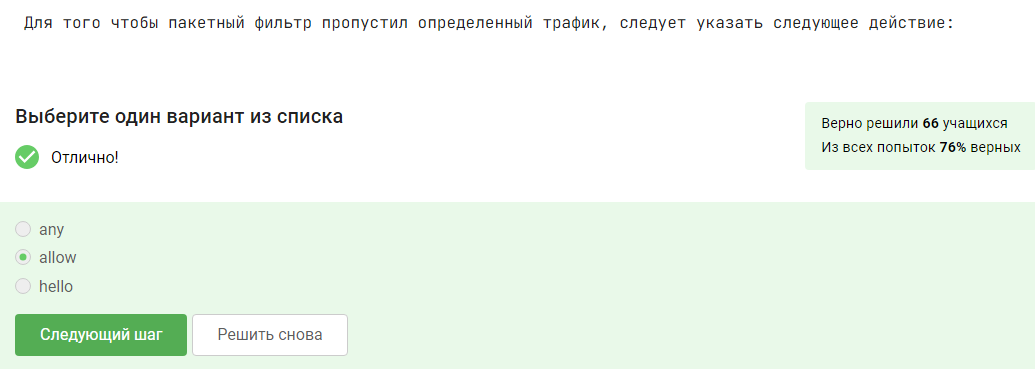 Для того чтобы пакетный фильтр пропустил определенный трафик, следует указать следующее действие:
Выберите один вариант из списка
Отлично!
Верно решили 66 учащихся
Из всех попыток 76% верных
any
allow
hello
Следующий шаг
Решить снова